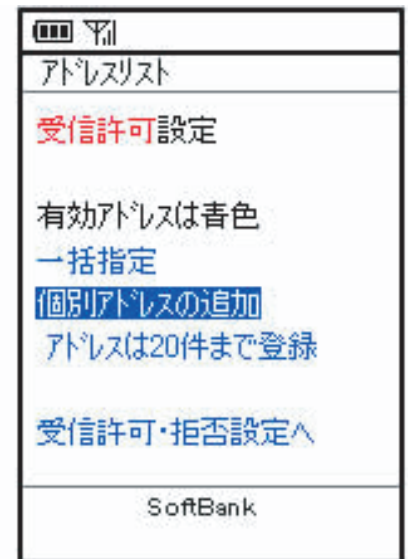 アドレスリスト
受信許可設定
有効アドレスは青色
一括指定
個別アドレスの追加
アドレスは20件まで登録
受信許可・拒否設定へ
SoftBank